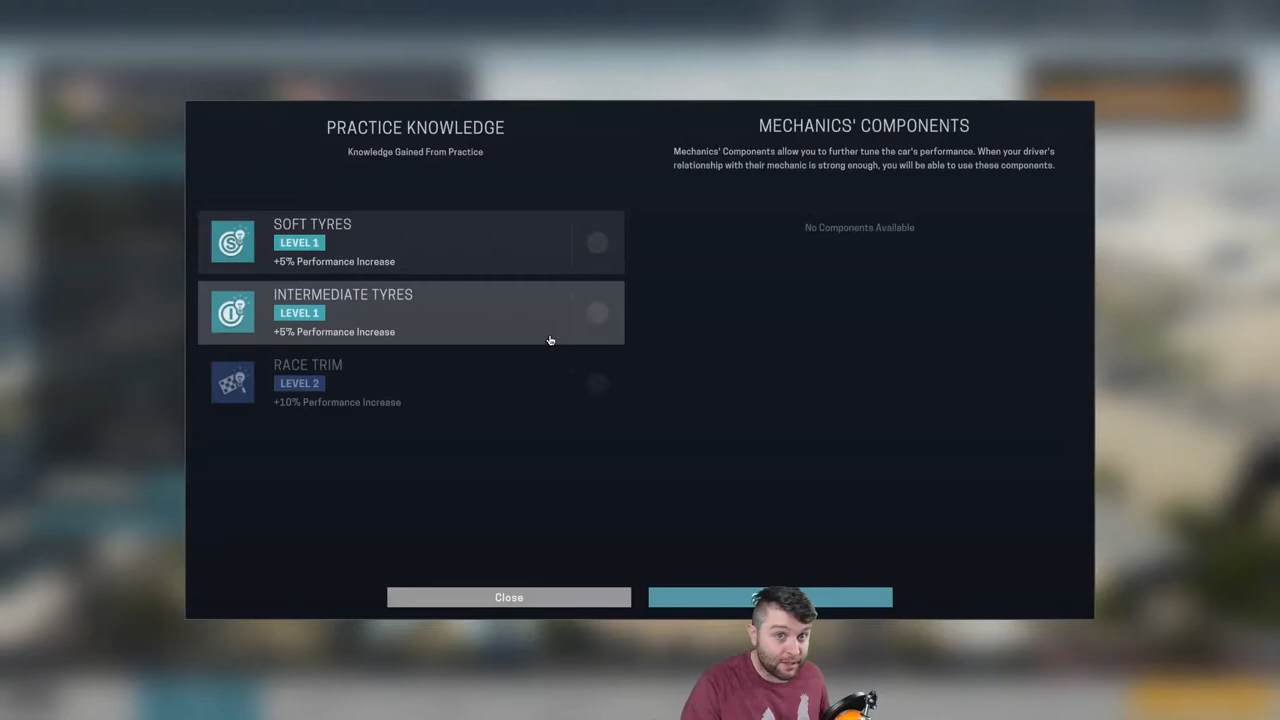 PRACTICE KNOWLEDGE
Knowledge Gained From Practice
SOFT TYRES
LEVEL 1
+5% Performance Increase
INTERMEDIATE TYRES
LEVEL 1
+5% Performance Increase
RACE TRIM
LEVEL 2
+10% Performance Increase
MECHANICS' COMPONENTS
Mechanics' Components allow you to further tune the car's performance. When your driver's
relationship with their mechanic is strong enough, you will be able to use these components.
No Components Available
Close